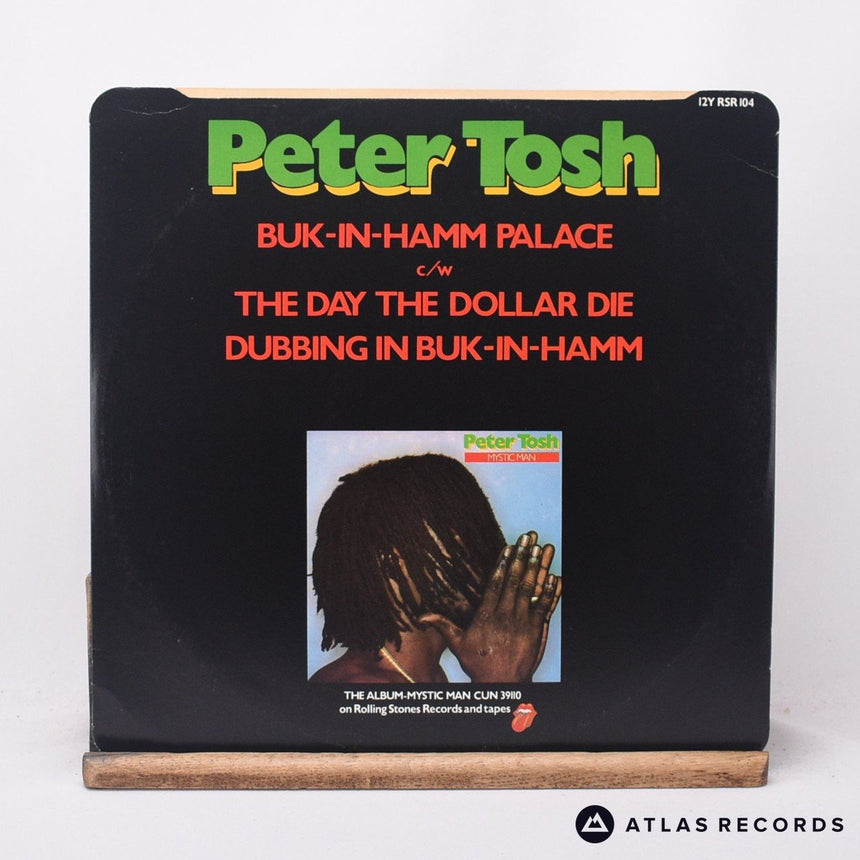 12Y RSR 104
Peter Tosh
BUK-IN-HAMM PALACE
c/w
THE DAY THE DOLLAR DIE
DUBBING IN BUK-IN-HAMM
Peter Tosh
MYSTIC MAN
THE ALBUM-MYSTIC MAN CUN 39110
on Rolling Stones Records and tapes
ATLAS RECORDS